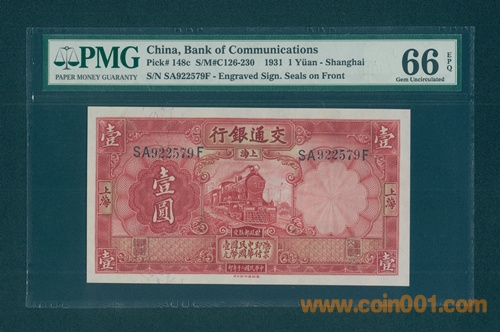 PMG
PAPER MONEY GUARANTY
China, Bank of Communications
Pick# 148c S/M#C126-230 1931 1 Yüan - Shanghai
S/N SA922579F - Engraved Sign. Seals on Front
66 EPQ
Gem Uncirculated
行銀通交
海上
壹 壹
SA922579F SA922579F
壹圓
上海 上海
壹 壹
www.coin001.com